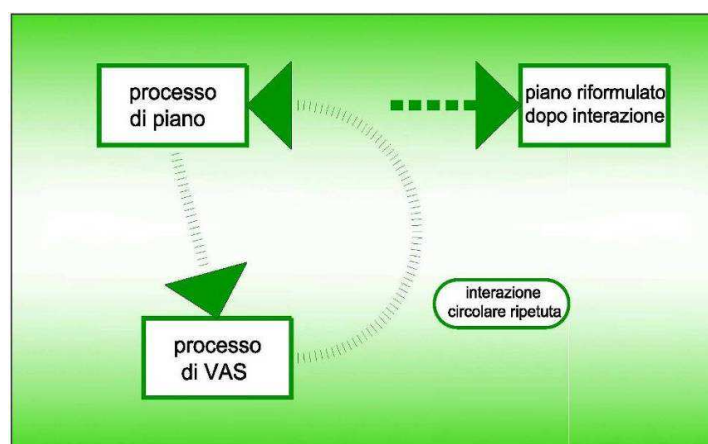 processo
di piano
piano riformulato
dopo interazione
interazione
circolare ripetuta
processo
di VAS